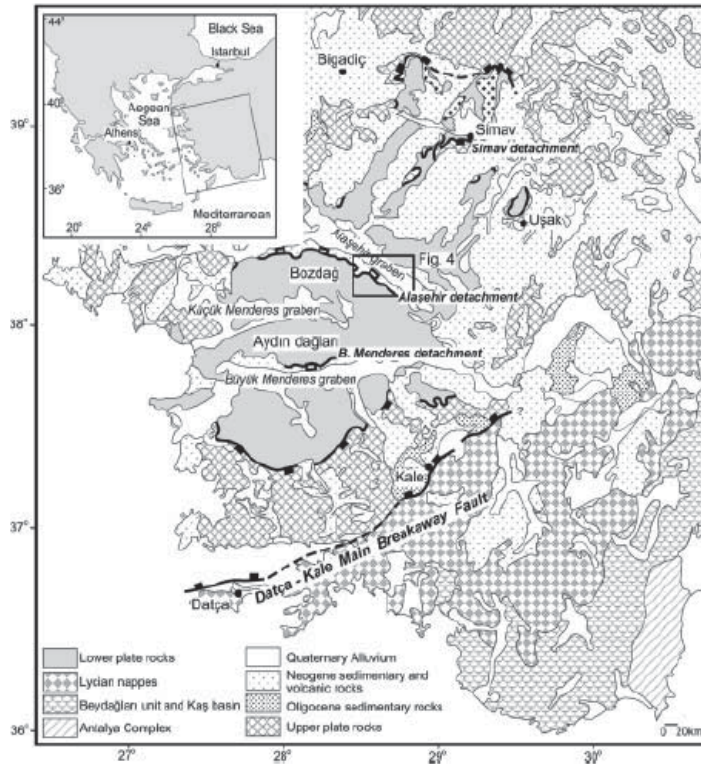 44°
Black Sea
Istanbul
40°
Aegean
Sea
Athens
36°
Mediterranean
20°
24°
28°
Bigadiç
39°
Simav
Simav detachment
Uşak
Alaşehir graben
Fig. 4
Bozdağ
Alaşehir detachment
Küçük Menderes graben
38°
Aydın dağları
B. Menderes detachment
Büyük Menderes graben
?
Kale
37°
Datça - Kale Main Breakaway Fault
Datça
Lower plate rocks
Lycian nappes
Beydağları unit and Kaş basin
Antalya Complex
Quaternary Alluvium
Neogene sedimentary and
volcanic rocks
Oligocene sedimentary rocks
Upper plate rocks
0 20km
36°
27°
28°
29°
30°